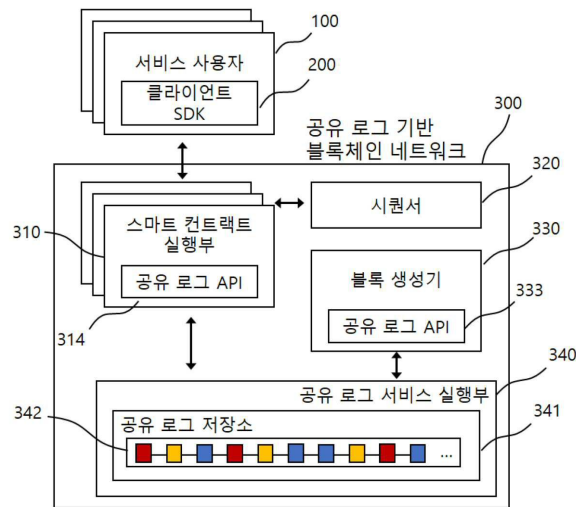 100
서비스 사용자
200
클라이언트
SDK
공유 로그 기반
블록체인 네트워크
300
320
시퀀서
310
스마트 컨트랙트
실행부
330
블록 생성기
공유 로그 API
333
공유 로그 API
314
340
공유 로그 서비스 실행부
342
공유 로그 저장소
341
...